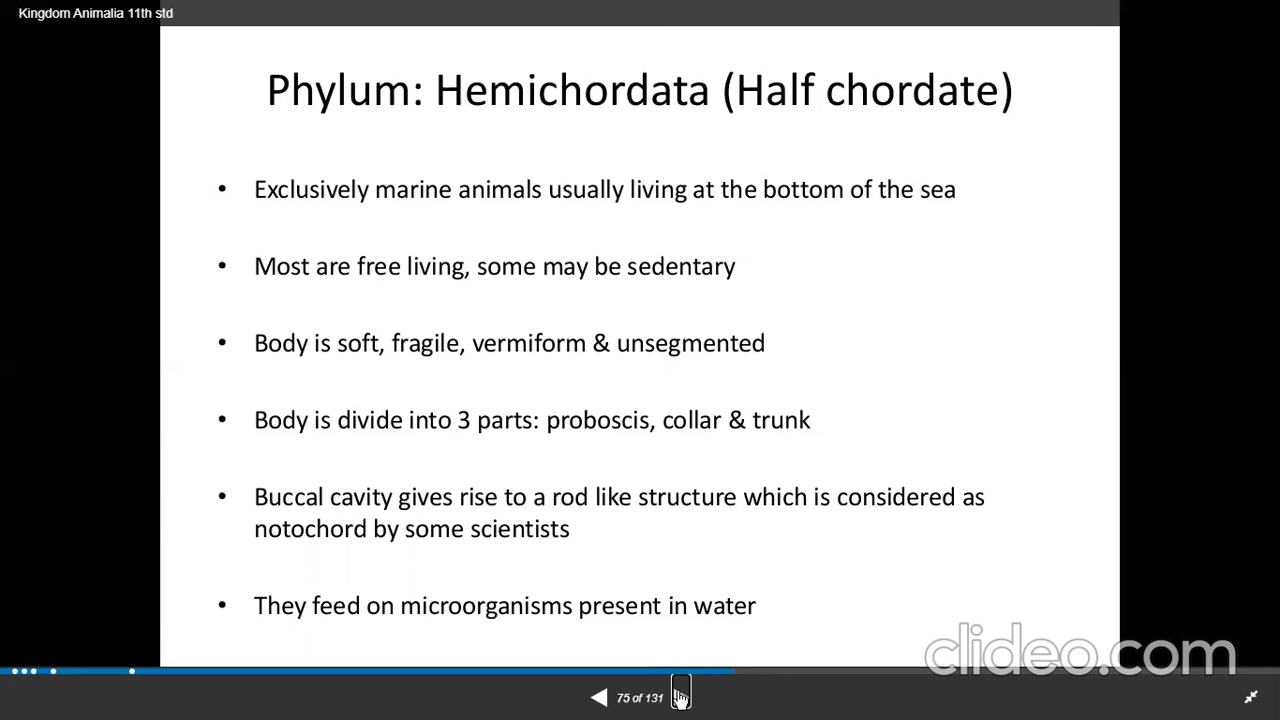 Kingdom Animalia 11th std
Phylum: Hemichordata (Half chordate)
• Exclusively marine animals usually living at the bottom of the sea
• Most are free living, some may be sedentary
• Body is soft, fragile, vermiform & unsegmented
• Body is divide into 3 parts: proboscis, collar & trunk
• Buccal cavity gives rise to a rod like structure which is considered as
notochord by some scientists
• They feed on microorganisms present in water
clideo.com
75 of 131